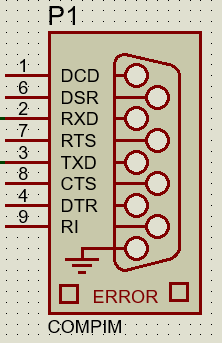 P1
1 DCD
6 DSR
2 RXD
7 RTS
3 TXD
8 CTS
4 DTR
9 RI
ERROR
COMPIM